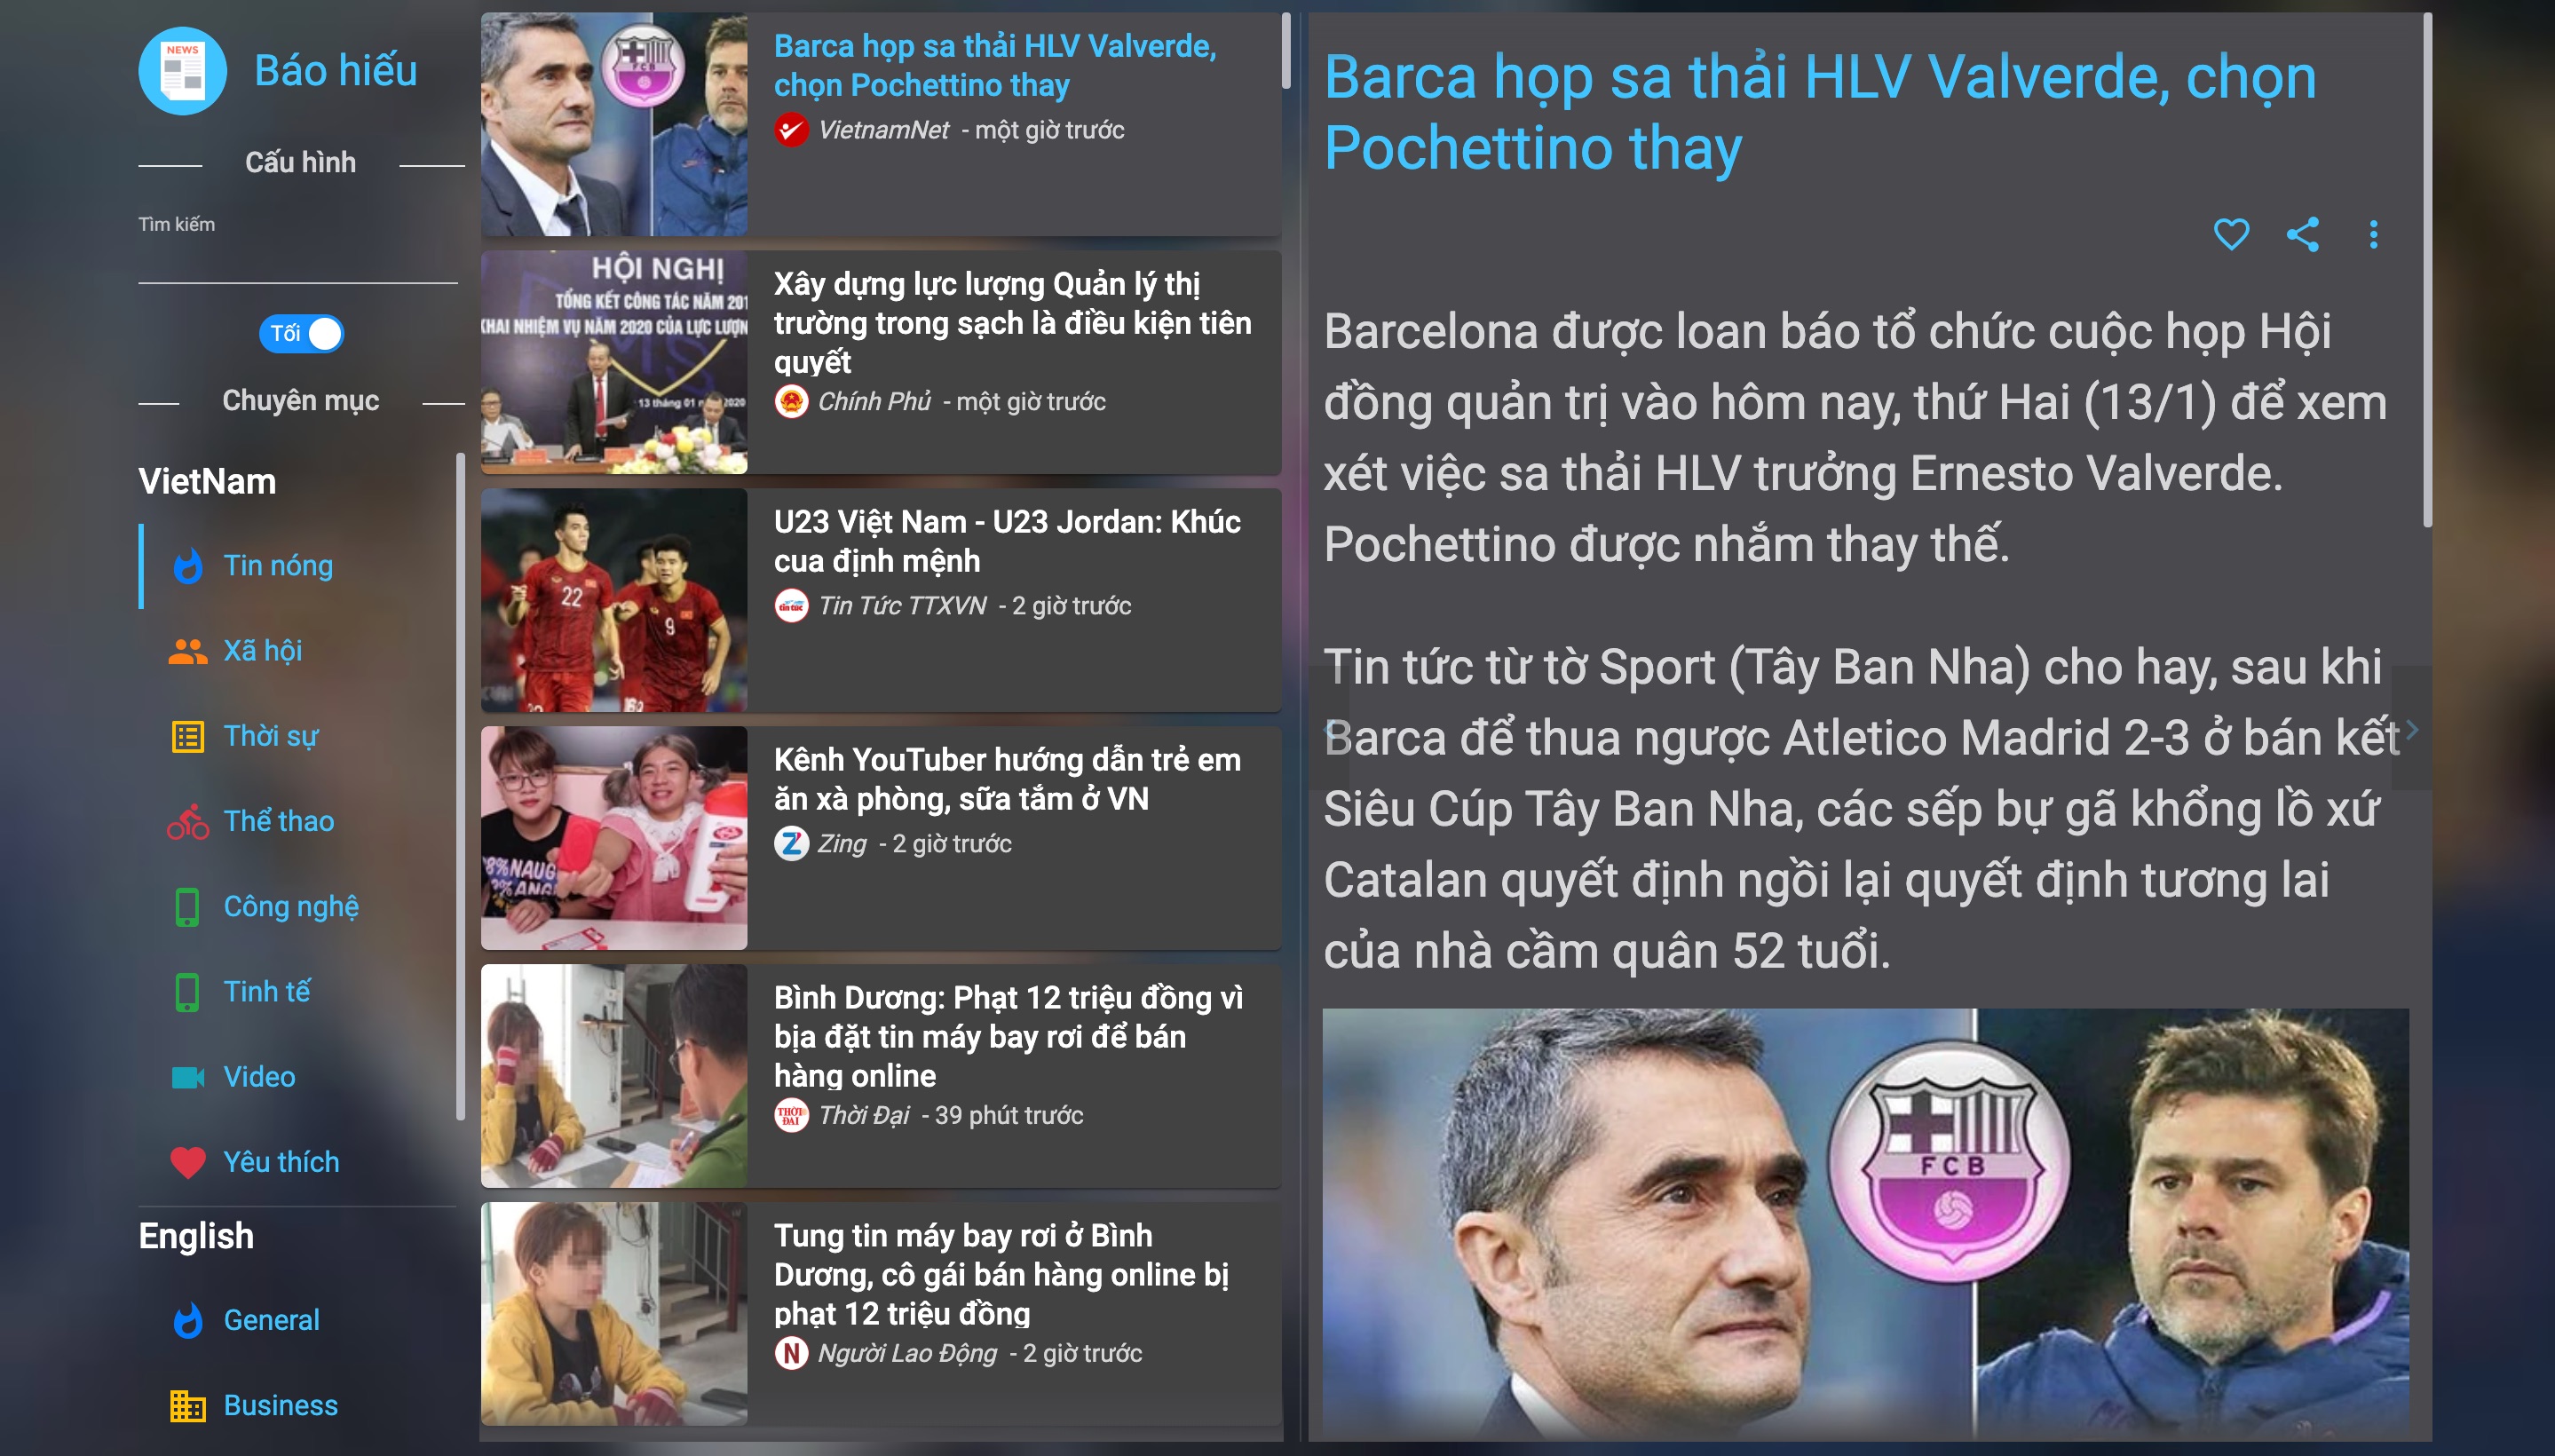 NEWS
Báo hiếu
Cấu hình
Tìm kiếm
Tối
Chuyên mục
VietNam
Tin nóng
Xã hội
Thời sự
Thể thao
Công nghệ
Tinh tế
Video
Yêu thích
English
General
Business
FCB
Barca họp sa thải HLV Valverde,
chọn Pochettino thay
VietnamNet - một giờ trước
HỘI NGHỊ
TỔNG KẾT CÔNG TÁC NĂM 201
KHAI NHIỆM VỤ NĂM 2020 CỦA LỰC LƯỢN
2020
Xây dựng lực lượng Quản lý thị
trường trong sạch là điều kiện tiên
quyết
Chính Phủ - một giờ trước
22
9
U23 Việt Nam - U23 Jordan: Khúc
cua định mệnh
tin tức
Tin Tức TTXVN - 2 giờ trước
8% NAUG
Kênh YouTuber hướng dẫn trẻ em
ăn xà phòng, sữa tắm ở VN
Z
Zing - 2 giờ trước
Bình Dương: Phạt 12 triệu đồng vì
bịa đặt tin máy bay rơi để bán
hàng online
THỜI
ĐẠI
Thời Đại - 39 phút trước
Tung tin máy bay rơi ở Bình
Dương, cô gái bán hàng online bị
phạt 12 triệu đồng
N
Người Lao Động - 2 giờ trước
Barca họp sa thải HLV Valverde, chọn
Pochettino thay
Barcelona được loan báo tổ chức cuộc họp Hội
đồng quản trị vào hôm nay, thứ Hai (13/1) để xem
xét việc sa thải HLV trưởng Ernesto Valverde.
Pochettino được nhắm thay thế.
Tin tức từ tờ Sport (Tây Ban Nha) cho hay, sau khi
Barca để thua ngược Atletico Madrid 2-3 ở bán kết
Siêu Cúp Tây Ban Nha, các sếp bự gã khổng lồ xứ
Catalan quyết định ngồi lại quyết định tương lai
của nhà cầm quân 52 tuổi.
FCB